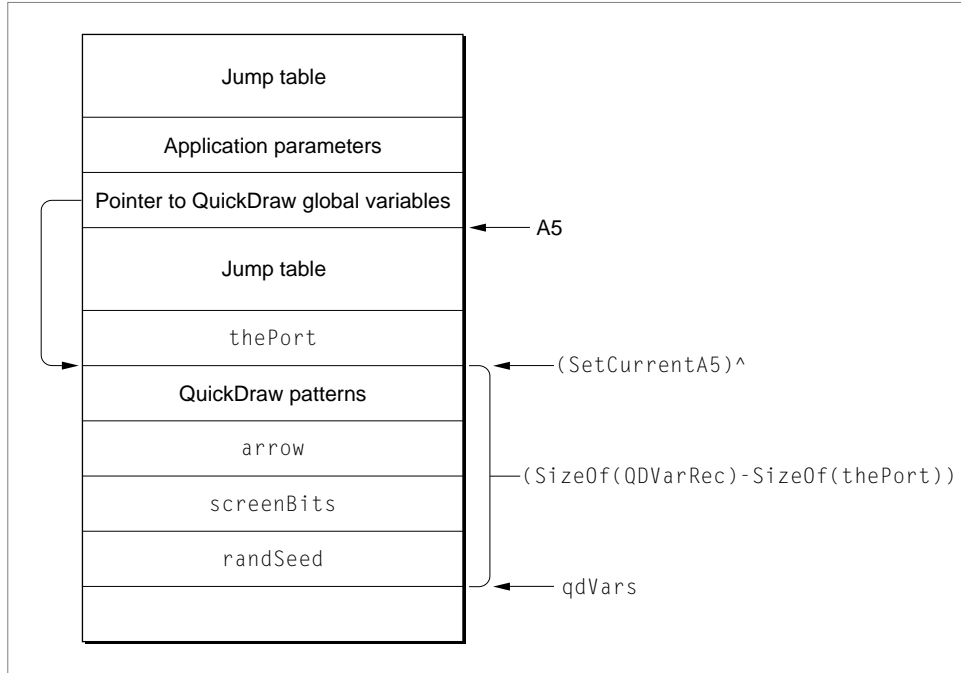 Jump table
Application parameters
Pointer to QuickDraw global variables
A5
Jump table
thePort
(SetCurrentA5)^
QuickDraw patterns
arrow
(SizeOf(QDVarRec)-SizeOf(thePort))
screenBits
randSeed
qdVars